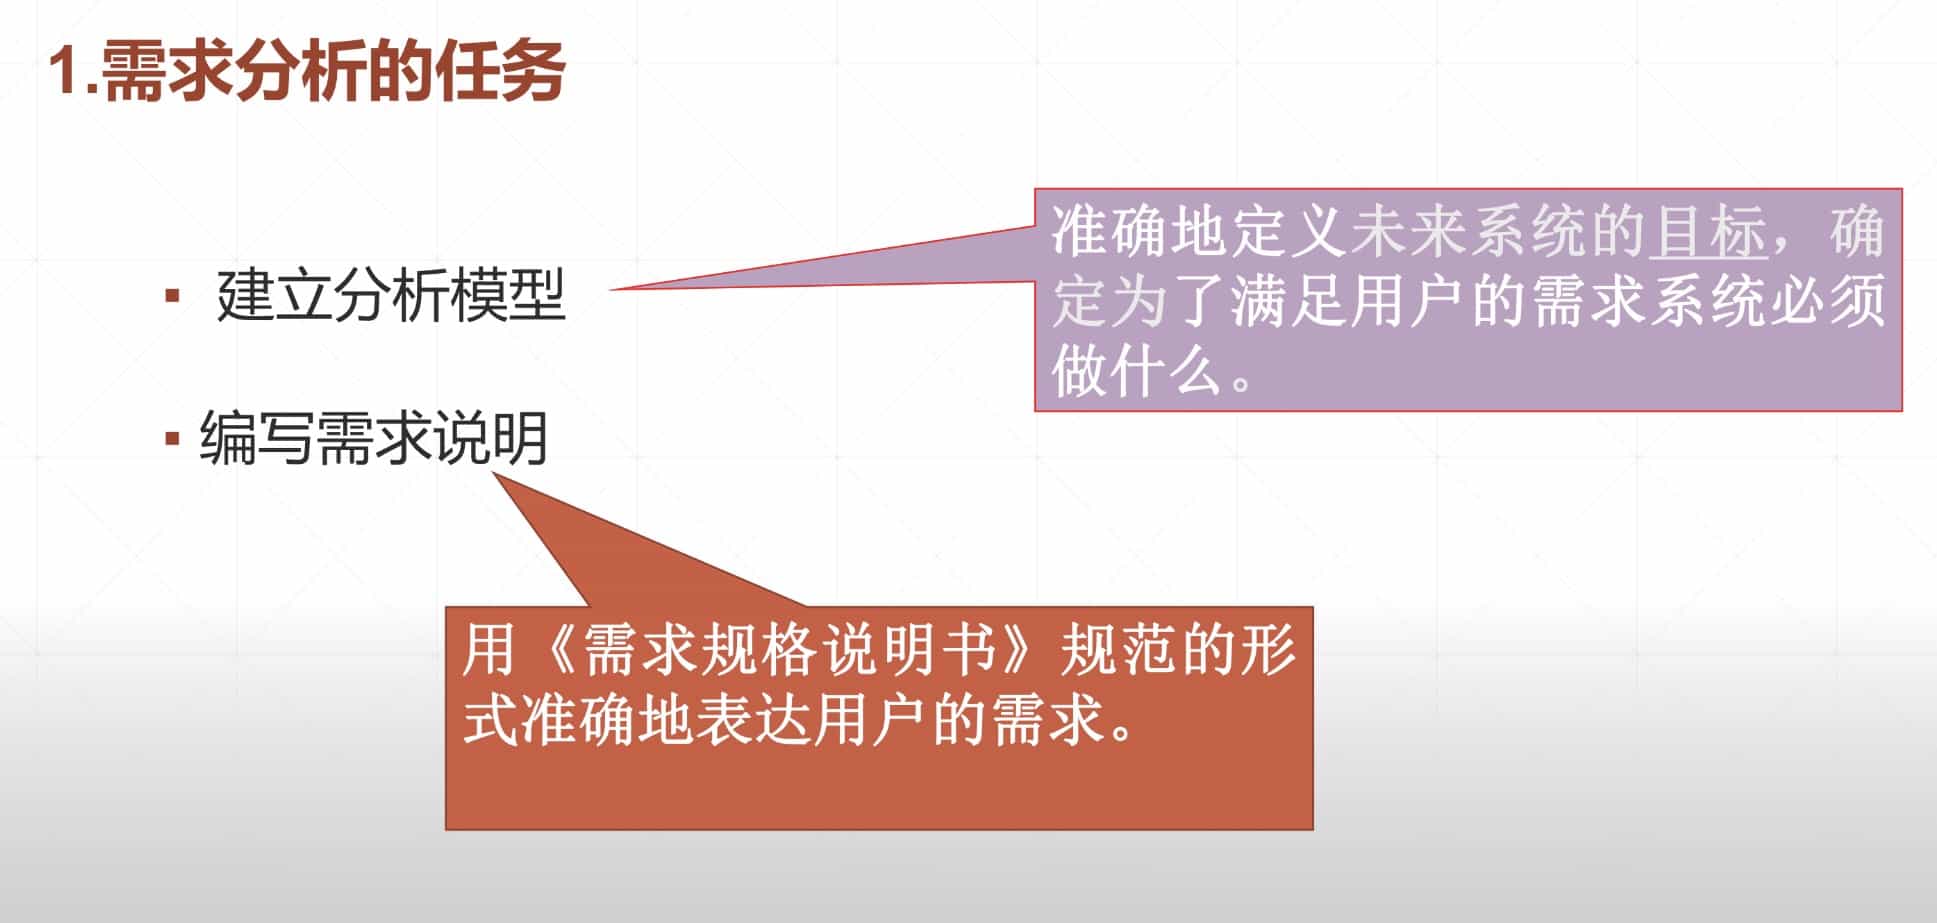 1.需求分析的任务
准确地定义未来系统的目标，确
定为了满足用户的需求系统必须
做什么。
▪ 建立分析模型
▪ 编写需求说明
用《需求规格说明书》规范的形
式准确地表达用户的需求。